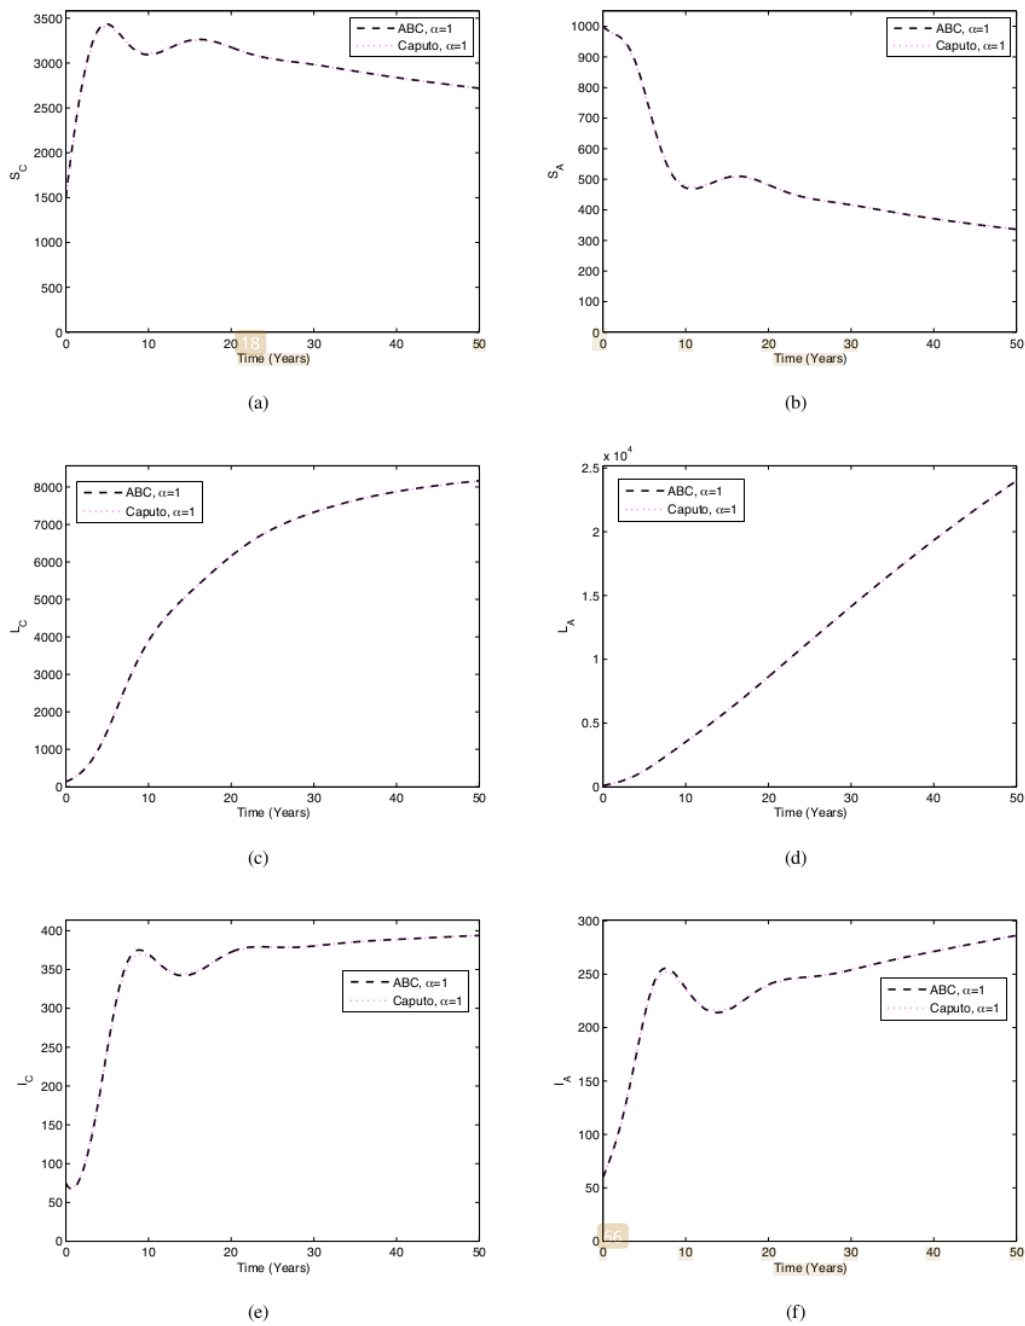 3500
3000
2500
3000
1500
1000
500
0
S_C
ABC, α=1
Caputo, α=1
0 10 20 30 40 50
18
Time (Years)
(a)
1000
900
800
700
600
500
400
300
200
100
0
S_A
ABC, α=1
Caputo, α=1
0 10 20 30 40 50
Time (Years)
(b)
8000
7000
6000
5000
4000
3000
2000
1000
0
L_C
ABC, α=1
Caputo, α=1
0 10 20 30 40 50
Time (Years)
(c)
x 10^4
2.5
2
1.5
1
0.5
0
L_A
ABC, α=1
Caputo, α=1
0 10 20 30 40 50
Time (Years)
(d)
400
350
300
250
200
150
100
50
0
I_C
ABC, α=1
Caputo, α=1
0 10 20 30 40 50
Time (Years)
(e)
300
250
200
150
100
50
0
I_A
ABC, α=1
Caputo, α=1
66
0 10 20 30 40 50
Time (Years)
(f)